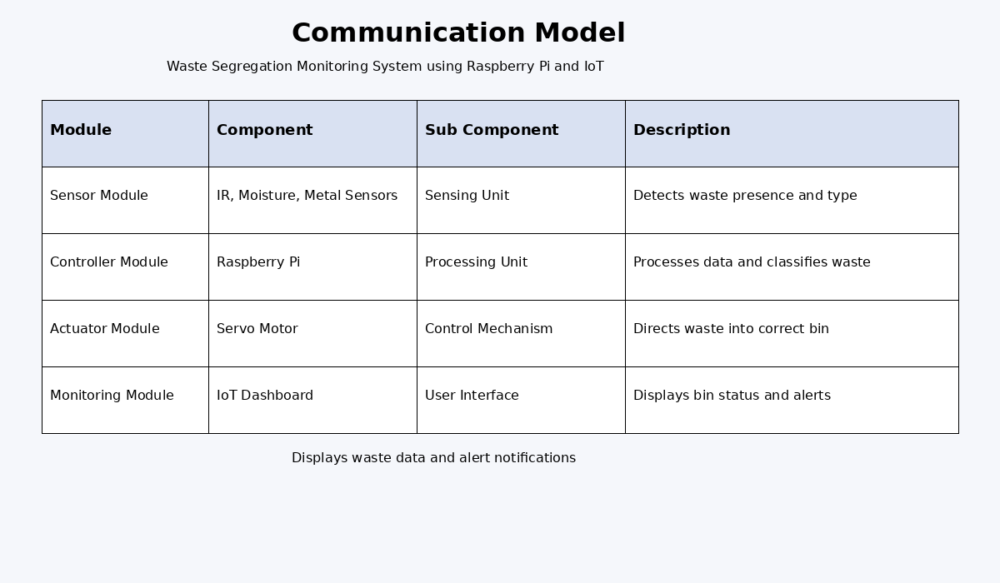 Communication Model
Waste Segregation Monitoring System using Raspberry Pi and IoT
Module Component Sub Component Description
Sensor Module IR, Moisture, Metal Sensors Sensing Unit Detects waste presence and type
Controller Module Raspberry Pi Processing Unit Processes data and classifies waste
Actuator Module Servo Motor Control Mechanism Directs waste into correct bin
Monitoring Module IoT Dashboard User Interface Displays bin status and alerts
Displays waste data and alert notifications